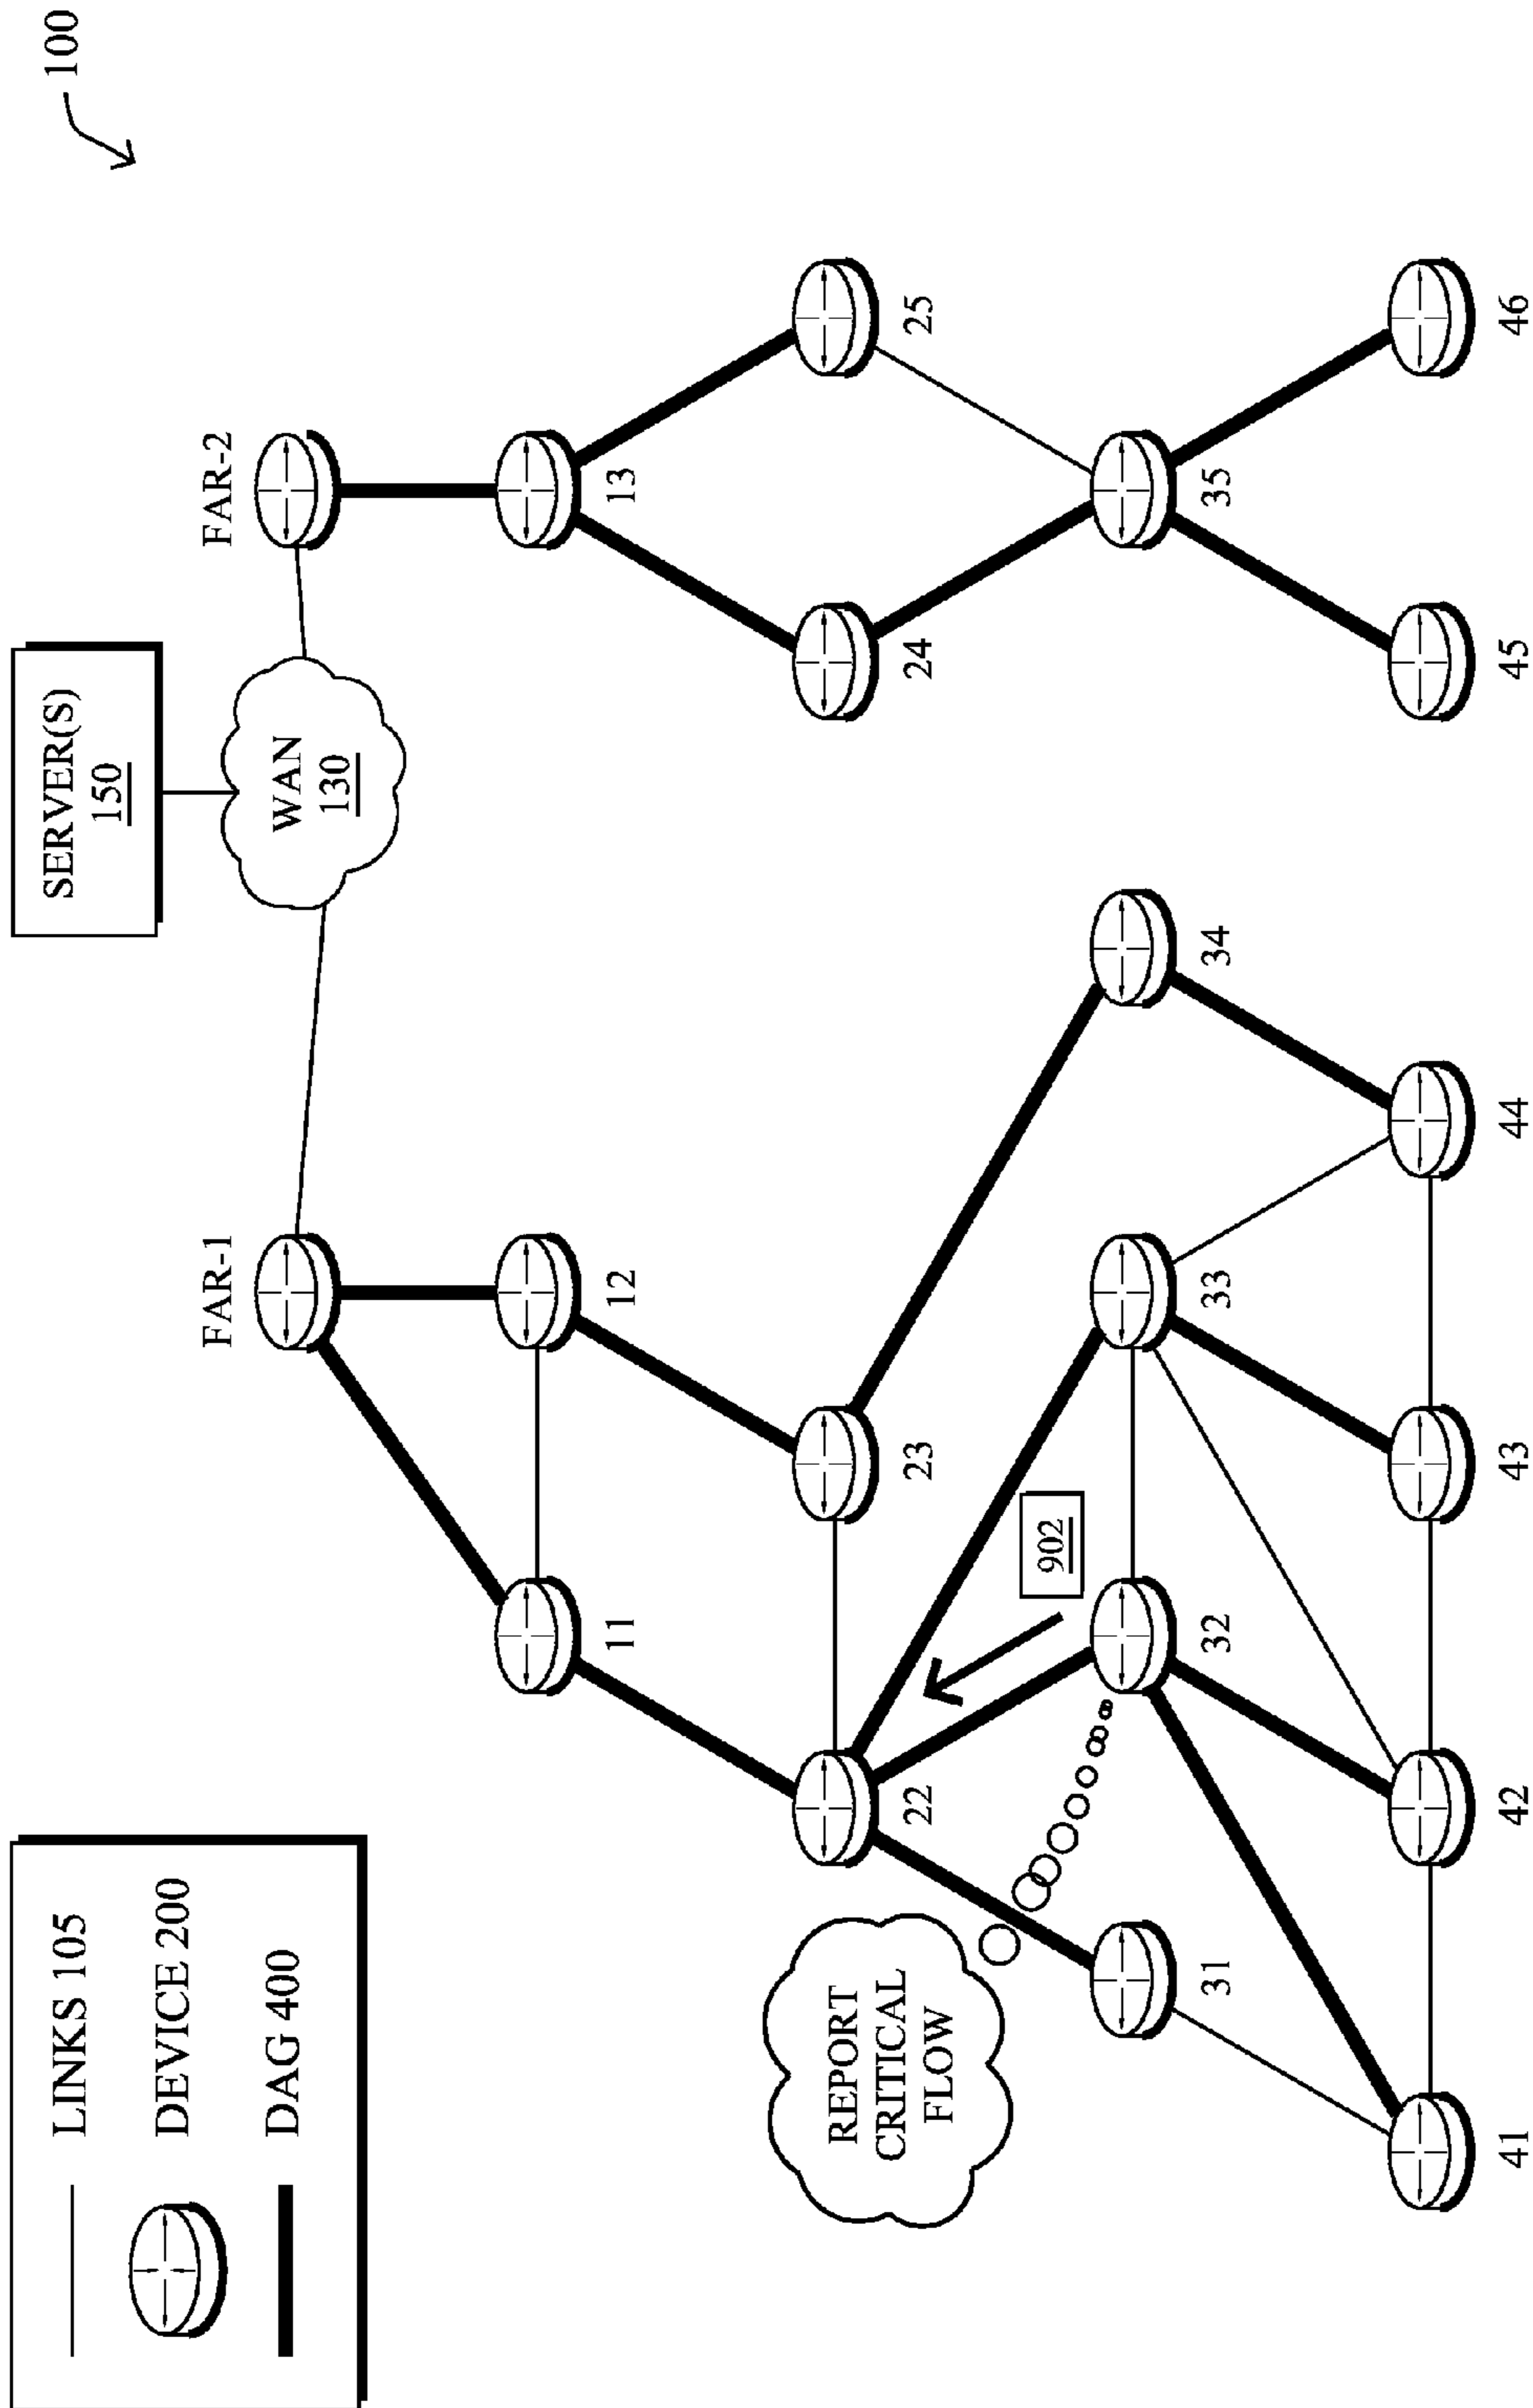 LINKS 105
DEVICE 200
DAG 400
SERVER(S)
150
100
WAN
130
FAR-1
FAR-2
11
12
13
REPORT
CRITICAL
FLOW
22
23
24
25
902
31
32
33
34
35
41
42
43
44
45
46